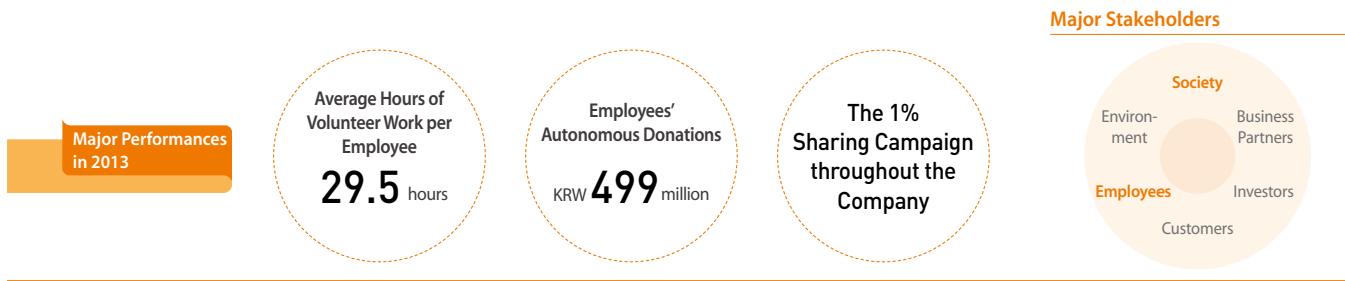 Major Performances
in 2013
Average Hours of
Volunteer Work per
Employee
29.5 hours
Employees'
Autonomous Donations
KRW 499 million
The 1%
Sharing Campaign
throughout the
Company
Major Stakeholders
Society
Environ-
ment
Business
Partners
Employees
Investors
Customers